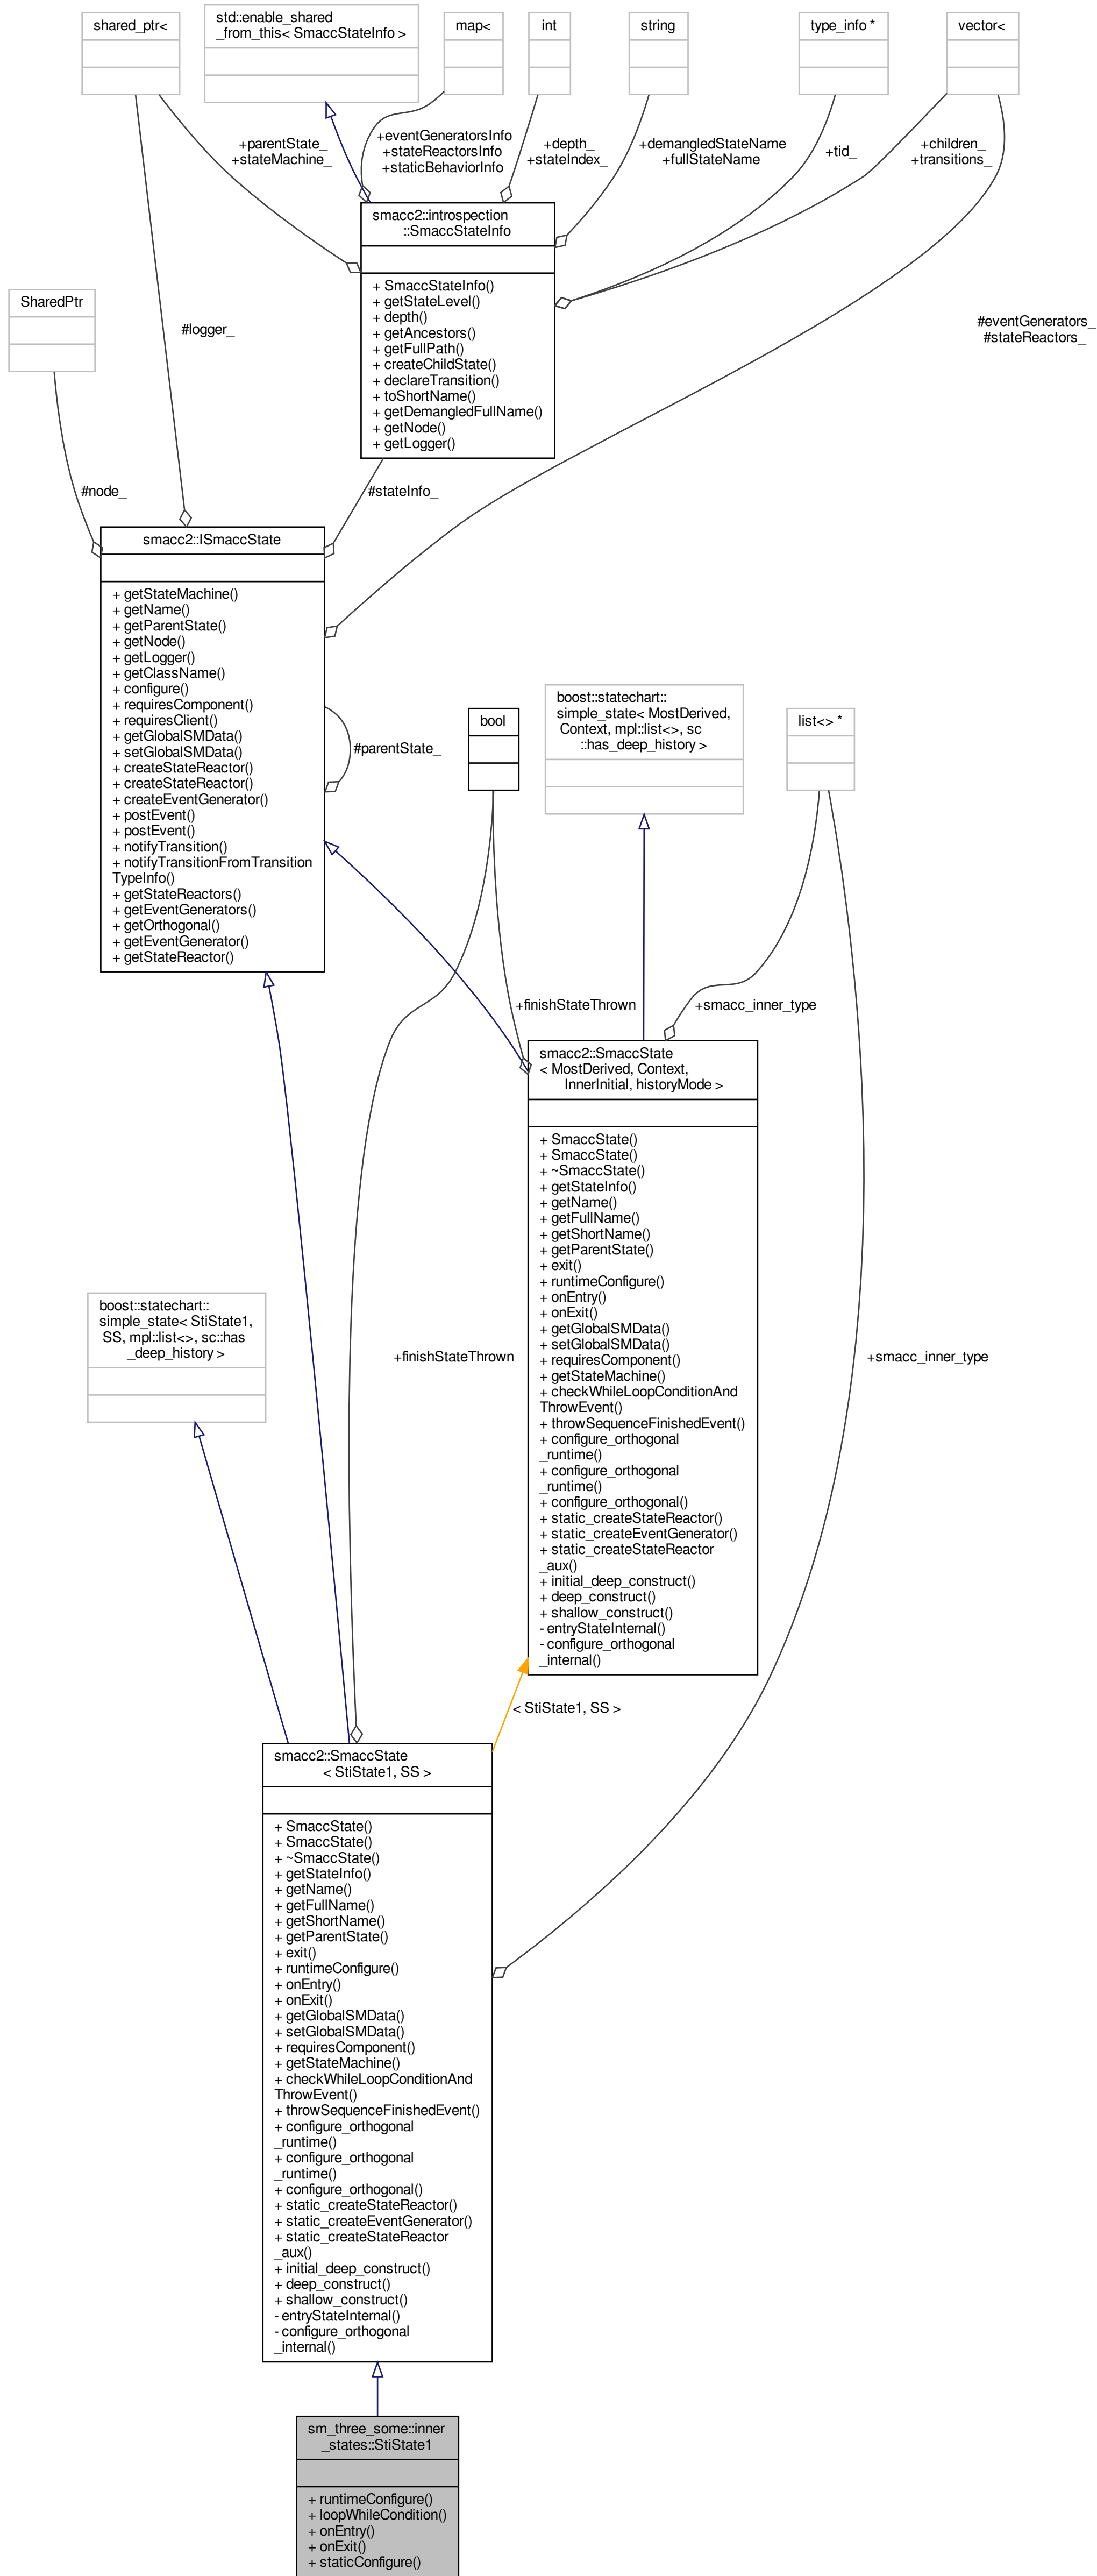 shared_ptr<
std::enable_shared
_from_this< SmaccStateInfo >
map<
int
string
type_info *
vector<
+parentState_
+stateMachine_
+eventGeneratorsInfo
+stateReactorsInfo
+staticBehaviorInfo
+depth_
+stateIndex_
+demangledStateName
+fullStateName
+tid_
+children_
+transitions_
smacc2::introspection
::SmaccStateInfo
+ SmaccStateInfo()
+ getStateLevel()
+ depth()
+ getAncestors()
+ getFullPath()
+ createChildState()
+ declareTransition()
+ toShortName()
+ getDemangledFullName()
+ getNode()
+ getLogger()
SharedPtr
#logger_
#eventGenerators_
#stateReactors_
#node_
#stateInfo_
smacc2::ISmaccState
+ getStateMachine()
+ getName()
+ getParentState()
+ getNode()
+ getLogger()
+ getClassName()
+ configure()
+ requiresComponent()
+ requiresClient()
+ getGlobalSMData()
+ setGlobalSMData()
+ createStateReactor()
+ createStateReactor()
+ createEventGenerator()
+ postEvent()
+ postEvent()
+ notifyTransition()
+ notifyTransitionFromTransition
TypeInfo()
+ getStateReactors()
+ getEventGenerators()
+ getOrthogonal()
+ getEventGenerator()
+ getStateReactor()
#parentState_
bool
boost::statechart::
simple_state< MostDerived,
Context, mpl::list<>, sc
::has_deep_history >
list<> *
+finishStateThrown
+smacc_inner_type
smacc2::SmaccState
< MostDerived, Context,
InnerInitial, historyMode >
+ SmaccState()
+ SmaccState()
+ ~SmaccState()
+ getStateInfo()
+ getName()
+ getFullName()
+ getShortName()
+ getParentState()
+ exit()
+ runtimeConfigure()
+ onEntry()
+ onExit()
+ getGlobalSMData()
+ setGlobalSMData()
+ requiresComponent()
+ getStateMachine()
+ checkWhileLoopConditionAnd
ThrowEvent()
+ throwSequenceFinishedEvent()
+ configure_orthogonal
_runtime()
+ configure_orthogonal
_runtime()
+ configure_orthogonal()
+ static_createStateReactor()
+ static_createEventGenerator()
+ static_createStateReactor
_aux()
+ initial_deep_construct()
+ deep_construct()
+ shallow_construct()
- entryStateInternal()
- configure_orthogonal
_internal()
boost::statechart::
simple_state< StiState1,
SS, mpl::list<>, sc::has
_deep_history >
+finishStateThrown
+smacc_inner_type
< StiState1, SS >
smacc2::SmaccState
< StiState1, SS >
+ SmaccState()
+ SmaccState()
+ ~SmaccState()
+ getStateInfo()
+ getName()
+ getFullName()
+ getShortName()
+ getParentState()
+ exit()
+ runtimeConfigure()
+ onEntry()
+ onExit()
+ getGlobalSMData()
+ setGlobalSMData()
+ requiresComponent()
+ getStateMachine()
+ checkWhileLoopConditionAnd
ThrowEvent()
+ throwSequenceFinishedEvent()
+ configure_orthogonal
_runtime()
+ configure_orthogonal
_runtime()
+ configure_orthogonal()
+ static_createStateReactor()
+ static_createEventGenerator()
+ static_createStateReactor
_aux()
+ initial_deep_construct()
+ deep_construct()
+ shallow_construct()
- entryStateInternal()
- configure_orthogonal
_internal()
sm_three_some::inner
_states::StiState1
+ runtimeConfigure()
+ loopWhileCondition()
+ onEntry()
+ onExit()
+ staticConfigure()